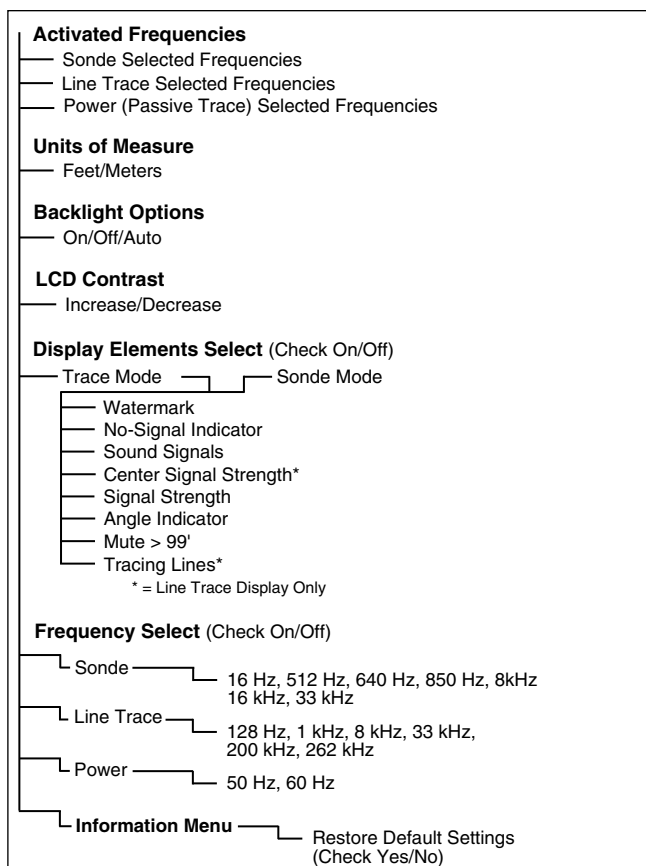 Activated Frequencies
Sonde Selected Frequencies
Line Trace Selected Frequencies
Power (Passive Trace) Selected Frequencies
Units of Measure
Feet/Meters
Backlight Options
On/Off/Auto
LCD Contrast
Increase/Decrease
Display Elements Select (Check On/Off)
Trace Mode Sonde Mode
Watermark
No-Signal Indicator
Sound Signals
Center Signal Strength*
Signal Strength
Angle Indicator
Mute > 99'
Tracing Lines*
* = Line Trace Display Only
Frequency Select (Check On/Off)
Sonde
16 Hz, 512 Hz, 640 Hz, 850 Hz, 8kHz
16 kHz, 33 kHz
Line Trace
128 Hz, 1 kHz, 8 kHz, 33 kHz,
200 kHz, 262 kHz
Power
50 Hz, 60 Hz
Information Menu
Restore Default Settings
(Check Yes/No)